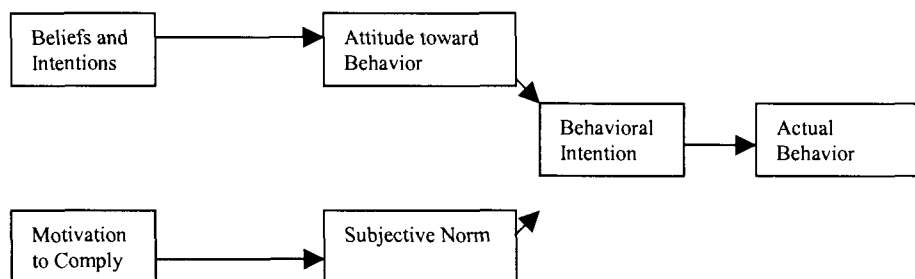 Beliefs and
Intentions
Attitude toward
Behavior
Behavioral
Intention
Actual
Behavior
Motivation
to Comply
Subjective Norm